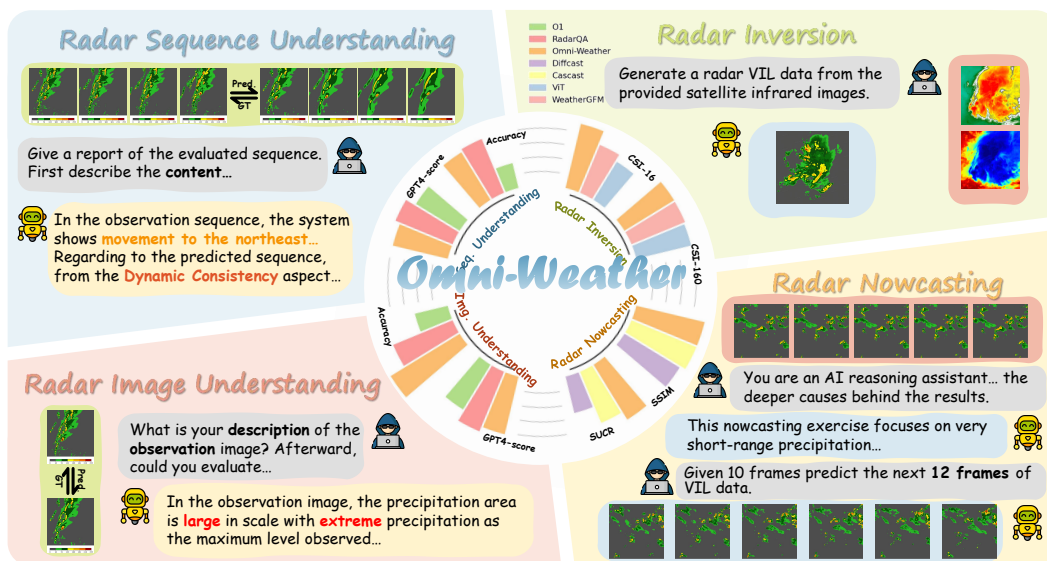 Radar Sequence Understanding
Pred
GT
Give a report of the evaluated sequence.
First describe the content…
In the observation sequence, the system
shows movement to the northeast…
Regarding to the predicted sequence,
from the Dynamic Consistency aspect…
O1
RadarQA
Omni-Weather
Diffcast
Cascast
ViT
WeatherGFM
Radar Inversion
Generate a radar VIL data from the
provided satellite infrared images.
GPT4-score
Accuracy
CSI-16
CSI-160
Seq. Understanding
Radar Inversion
Omni-Weather
Img. Understanding
Radar Nowcasting
Accuracy
GPT4-score
SUCR
SSIM
Radar Image Understanding
Pred
GT
What is your description of the
observation image? Afterward,
could you evaluate…
In the observation image, the precipitation area
is large in scale with extreme precipitation as
the maximum level observed…
Radar Nowcasting
You are an AI reasoning assistant… the
deeper causes behind the results.
This nowcasting exercise focuses on very
short-range precipitation…
Given 10 frames predict the next 12 frames of
VIL data.